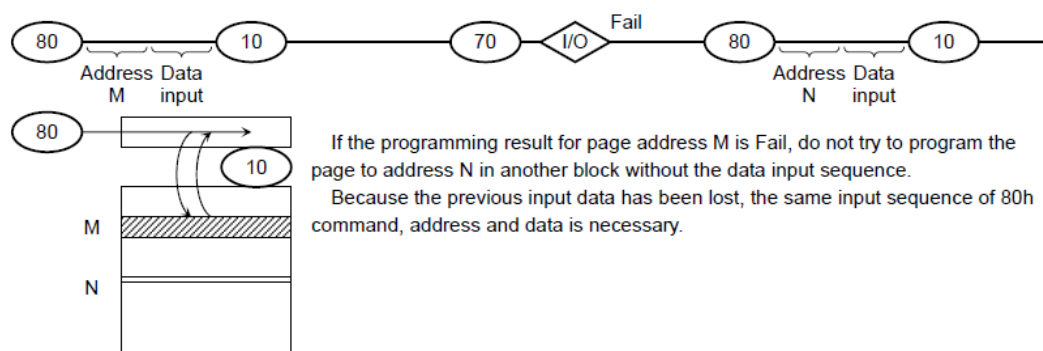 Fail
80 10 70 I/O 80 10
Address Data Address Data
M input N input
80
10
M
N
If the programming result for page address M is Fail, do not try to program the
page to address N in another block without the data input sequence.
Because the previous input data has been lost, the same input sequence of 80h
command, address and data is necessary.